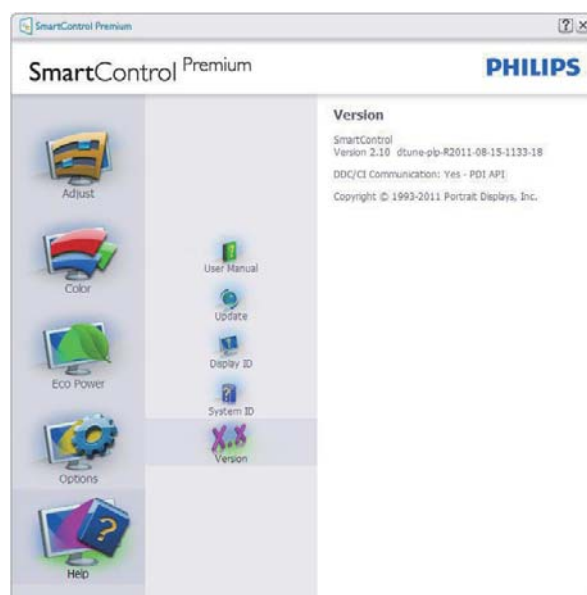 SmartControl Premium
SmartControl Premium
PHILIPS
Adjust
Color
Eco Power
Options
Help
User Manual
Update
Display ID
System ID
X.X
Version
Version
SmartControl
Version 2.10 dtune-plp-R2011-08-15-1133-18
DDC/CI Communication: Yes - PDI API
Copyright © 1993-2011 Portrait Displays, Inc.